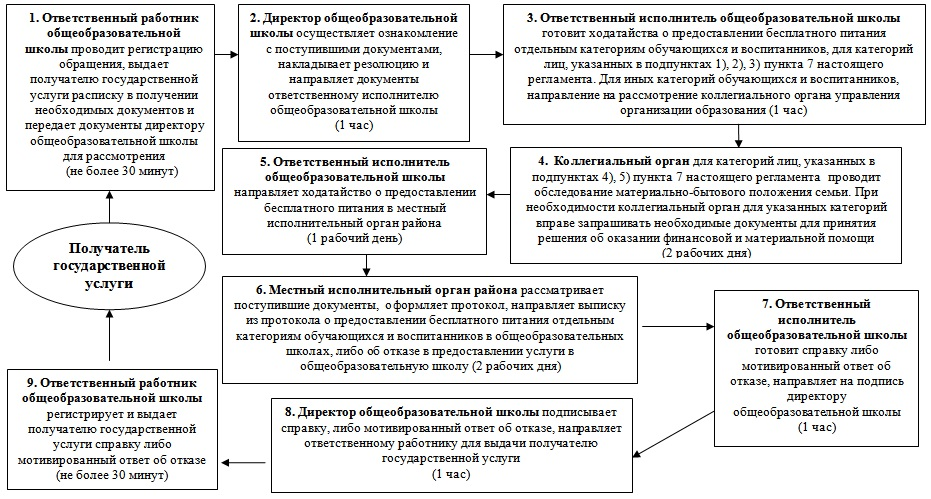 1. Ответственный работник
общеобразовательной
школы проводит регистрацию
обращения, выдает
получателю государственной
услуги расписку в получении
необходимых документов и
передает документы директору
общеобразовательной школы
для рассмотрения
(не более 30 минут)
2. Директор общеобразовательной
школы осуществляет ознакомление
с поступившими документами,
накладывает резолюцию и
направляет документы
ответственному исполнителю
общеобразовательной школы
(1 час)
3. Ответственный исполнитель общеобразовательной школы
готовит ходатайства о предоставлении бесплатного питания
отдельным категориям обучающихся и воспитанников, для категорий
лиц, указанных в подпунктах 1), 2), 3) пункта 7 настоящего
регламента. Для иных категорий обучающихся и воспитанников,
направление на рассмотрение коллегиального органа управления
организации образования (1 час)
4. Коллегиальный орган для категорий лиц, указанных в
подпунктах 4), 5) пункта 7 настоящего регламента проводит
обследование материально-бытового положения семьи. При
необходимости коллегиальный орган для указанных категорий
вправе запрашивать необходимые документы для принятия
решения об оказании финансовой и материальной помощи
(2 рабочих дня)
5. Ответственный исполнитель
общеобразовательной школы
направляет ходатайство о предоставлении
бесплатного питания в местный
исполнительный орган района
(1 рабочий день)
Получатель
государственной
услуги
6. Местный исполнительный орган района рассматривает
поступившие документы, оформляет протокол, направляет выписку
из протокола о предоставлении бесплатного питания отдельным
категориям обучающихся и воспитанников в общеобразовательных
школах, либо об отказе в предоставлении услуги в
общеобразовательную школу (2 рабочих дня)
7. Ответственный
исполнитель
общеобразовательной школы
готовит справку либо
мотивированный ответ об
отказе, направляет на подпись
директору
общеобразовательной школы
(1 час)
8. Директор общеобразовательной школы подписывает
справку, либо мотивированный ответ об отказе, направляет
ответственному работнику для выдачи получателю
государственной услуги
(1 час)
9. Ответственный работник
общеобразовательной школы
регистрирует и выдает
получателю государственной
услуги справку либо
мотивированный ответ об отказе
(не более 30 минут)